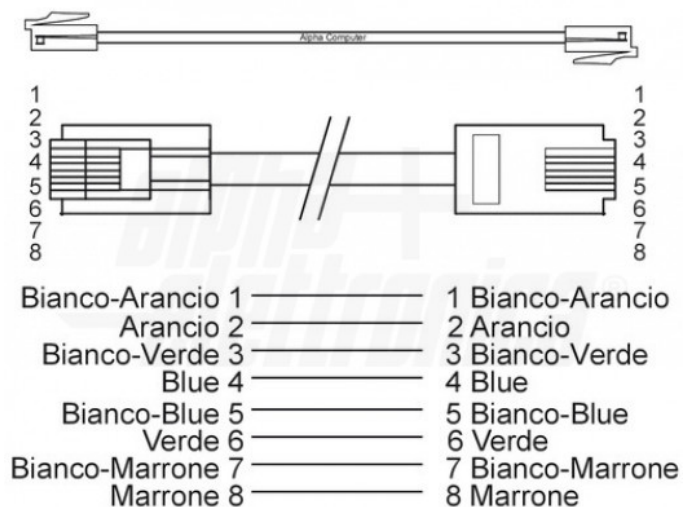 Alpha Computer
1 1
2 2
3 3
4 4
5 5
6 6
7 7
8 8
alpha
elettronica®
Bianco-Arancio 1 1 Bianco-Arancio
Arancio 2 2 Arancio
Bianco-Verde 3 3 Bianco-Verde
Blue 4 4 Blue
Bianco-Blue 5 5 Bianco-Blue
Verde 6 6 Verde
Bianco-Marrone 7 7 Bianco-Marrone
Marrone 8 8 Marrone